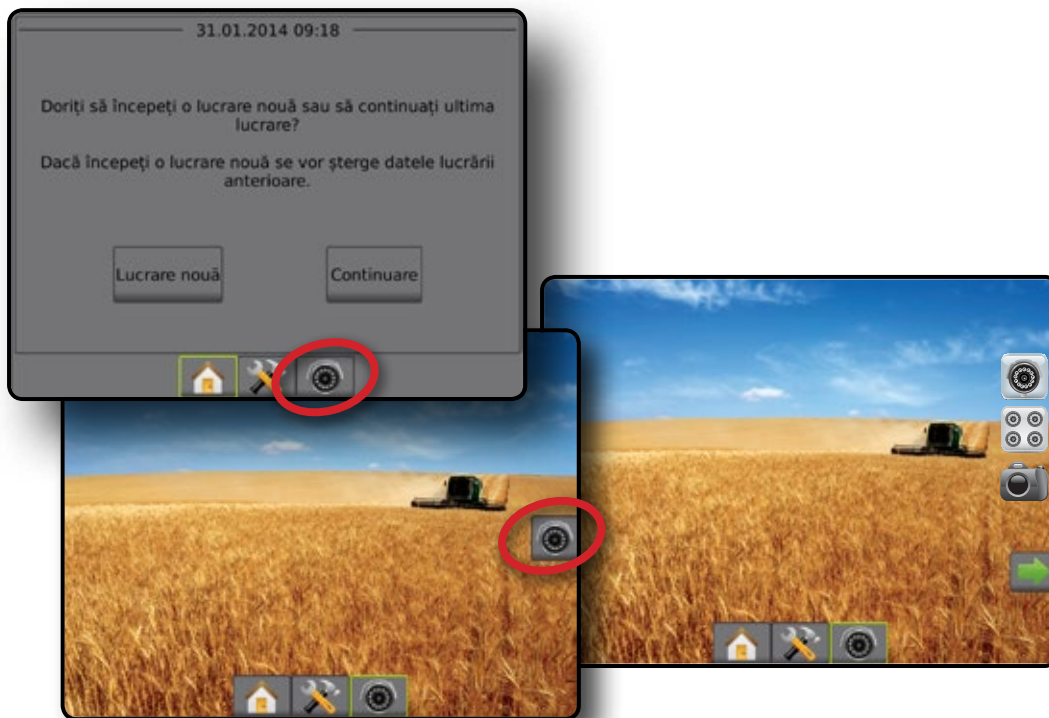 31.01.2014 09:18
Doriți să începeți o lucrare nouă sau să continuați ultima
lucrare?
Dacă începeți o lucrare nouă se vor șterge datele lucrării
anterioare.
Lucrare nouă
Continuare